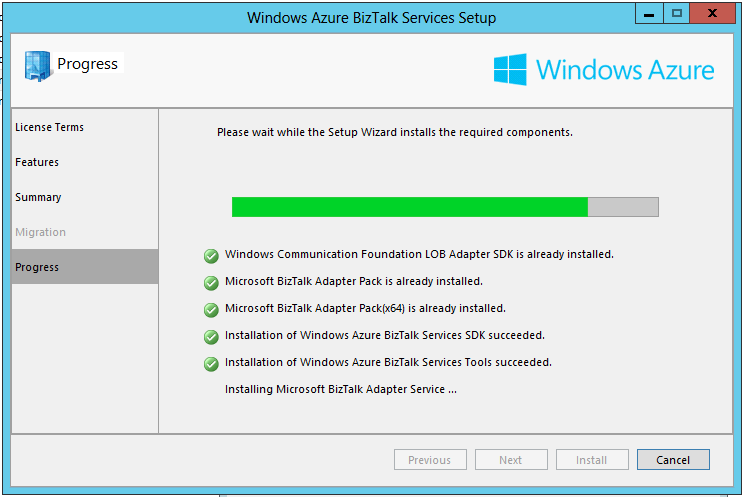 Windows Azure BizTalk Services Setup
Progress
Windows Azure
License Terms
Features
Summary
Migration
Progress
Please wait while the Setup Wizard installs the required components.
Windows Communication Foundation LOB Adapter SDK is already installed.
Microsoft BizTalk Adapter Pack is already installed.
Microsoft BizTalk Adapter Pack(x64) is already installed.
Installation of Windows Azure BizTalk Services SDK succeeded.
Installation of Windows Azure BizTalk Services Tools succeeded.
Installing Microsoft BizTalk Adapter Service ...
Previous Next Install Cancel